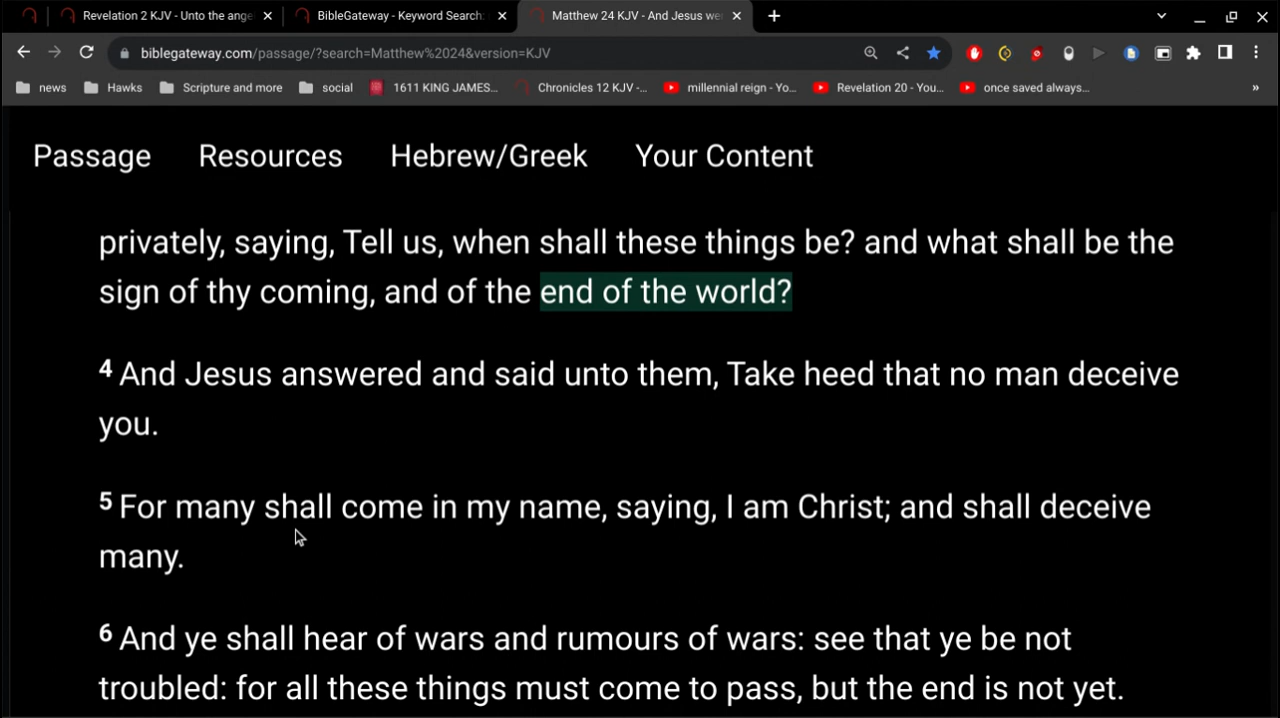 Revelation 2 KJV - Unto the ange
BibleGateway - Keyword Search:
Matthew 24 KJV - And Jesus wer
biblegateway.com/passage/?search=Matthew%2024&version=KJV
news
Hawks
Scripture and more
social
1611 KING JAMES...
Chronicles 12 KJV -...
millennial reign - Yo...
Revelation 20 - You...
once saved always...
»
Passage Resources Hebrew/Greek Your Content
privately, saying, Tell us, when shall these things be? and what shall be the
sign of thy coming, and of the end of the world?
4 And Jesus answered and said unto them, Take heed that no man deceive
you.
5 For many shall come in my name, saying, I am Christ; and shall deceive
many.
6 And ye shall hear of wars and rumours of wars: see that ye be not
troubled: for all these things must come to pass, but the end is not yet.